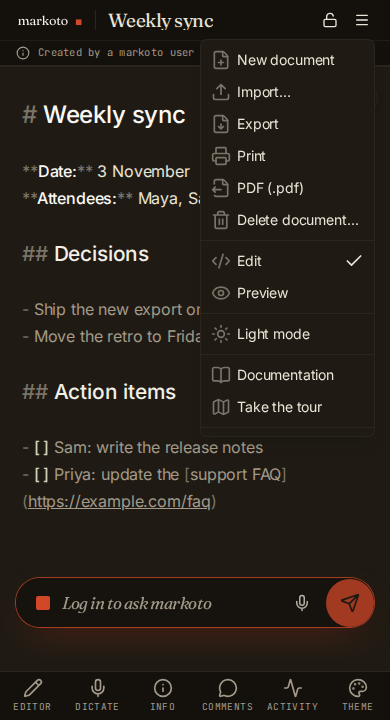 markoto
Weekly sync
Created by a markoto user
New document
Import...
Export
Print
PDF (.pdf)
Delete document...
Edit
Preview
Light mode
Documentation
Take the tour
# Weekly sync
**Date:** 3 November
**Attendees:** Maya,
## Decisions
- Ship the new export
- Move the retro to
## Action items
- [ ] Sam: write the release notes
- [ ] Priya: update the [support FAQ]
(https://example.com/faq)
Log in to ask markoto
EDITOR
DICTATE
INFO
COMMENTS
ACTIVITY
THEME